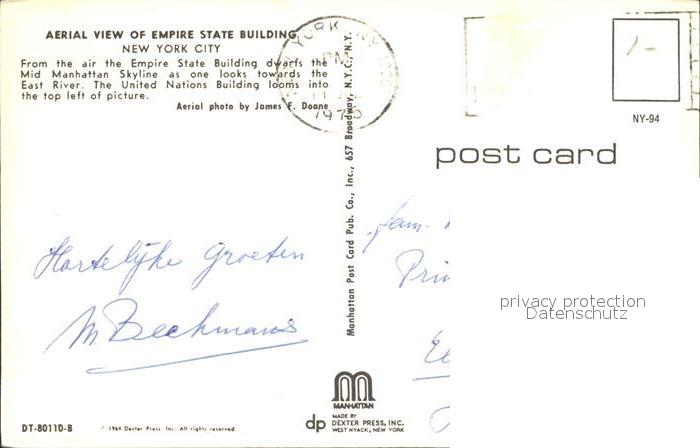 AERIAL VIEW OF EMPIRE STATE BUILDING
NEW YORK CITY
From the air the Empire State Building dwarfs the
Mid Manhattan Skyline as one looks towards the
East River. The United Nations Building looms into
the top left of picture.
Aerial photo by James F. Doane
YORK, N.Y.
PM
NY-94
post card
Manhattan Post Card Pub. Co., Inc., 657 Broadway, N.Y.C., N.Y.
Hartelijke Groeten
M. Beekmans
fam.
privacy protection
Datenschutz
MANHATTAN
dp
MADE BY
DEXTER PRESS, INC.
WEST NYACK, NEW YORK
DT-80110-B
© 1964 Dexter Press, Inc. All rights reserved